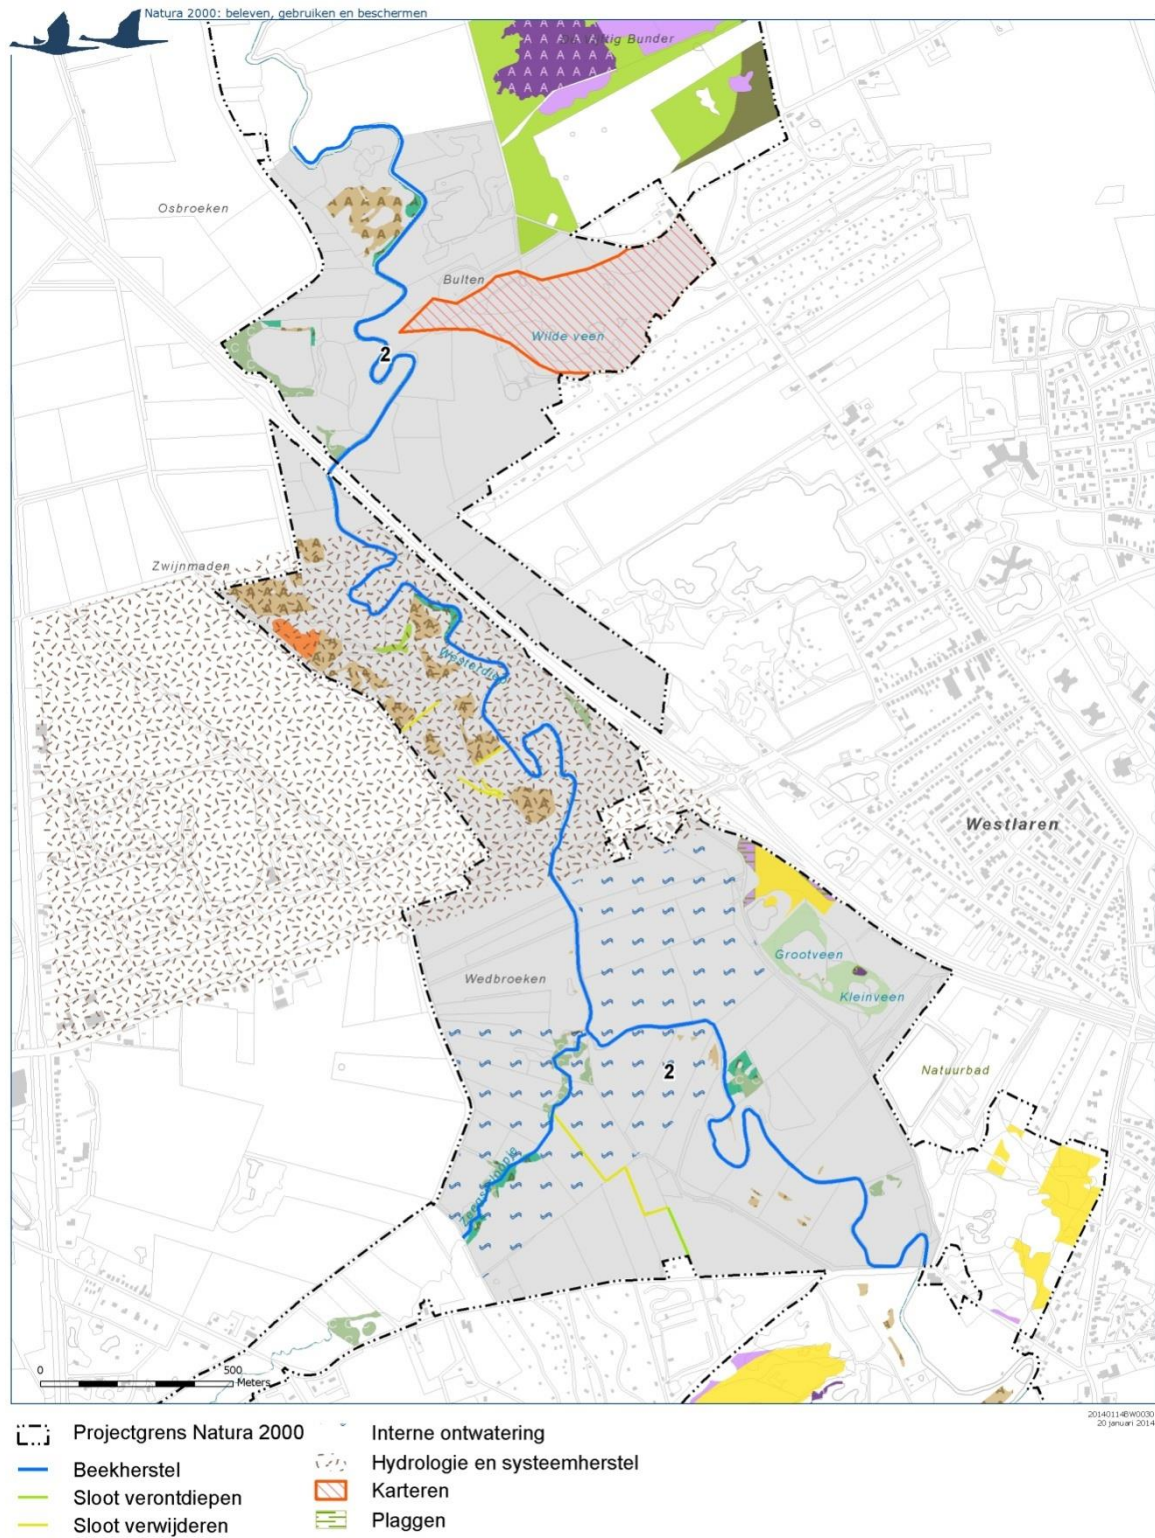 Natura 2000: beleven, gebruiken en beschermen
Bunder
Osbroeken
Bulten
Wilde veen
2
Zwijnmaden
Westerdiep
Westlaren
Grootveen
Wedbroeken
Kleinveen
2
Natuurbad
0 500
Meters
20 januari 2014
Projectgrens Natura 2000
Interne ontwatering
Beekherstel
Hydrologie en systeemherstel
Sloot verontdiepen
Karteren
Sloot verwijderen
Plaggen